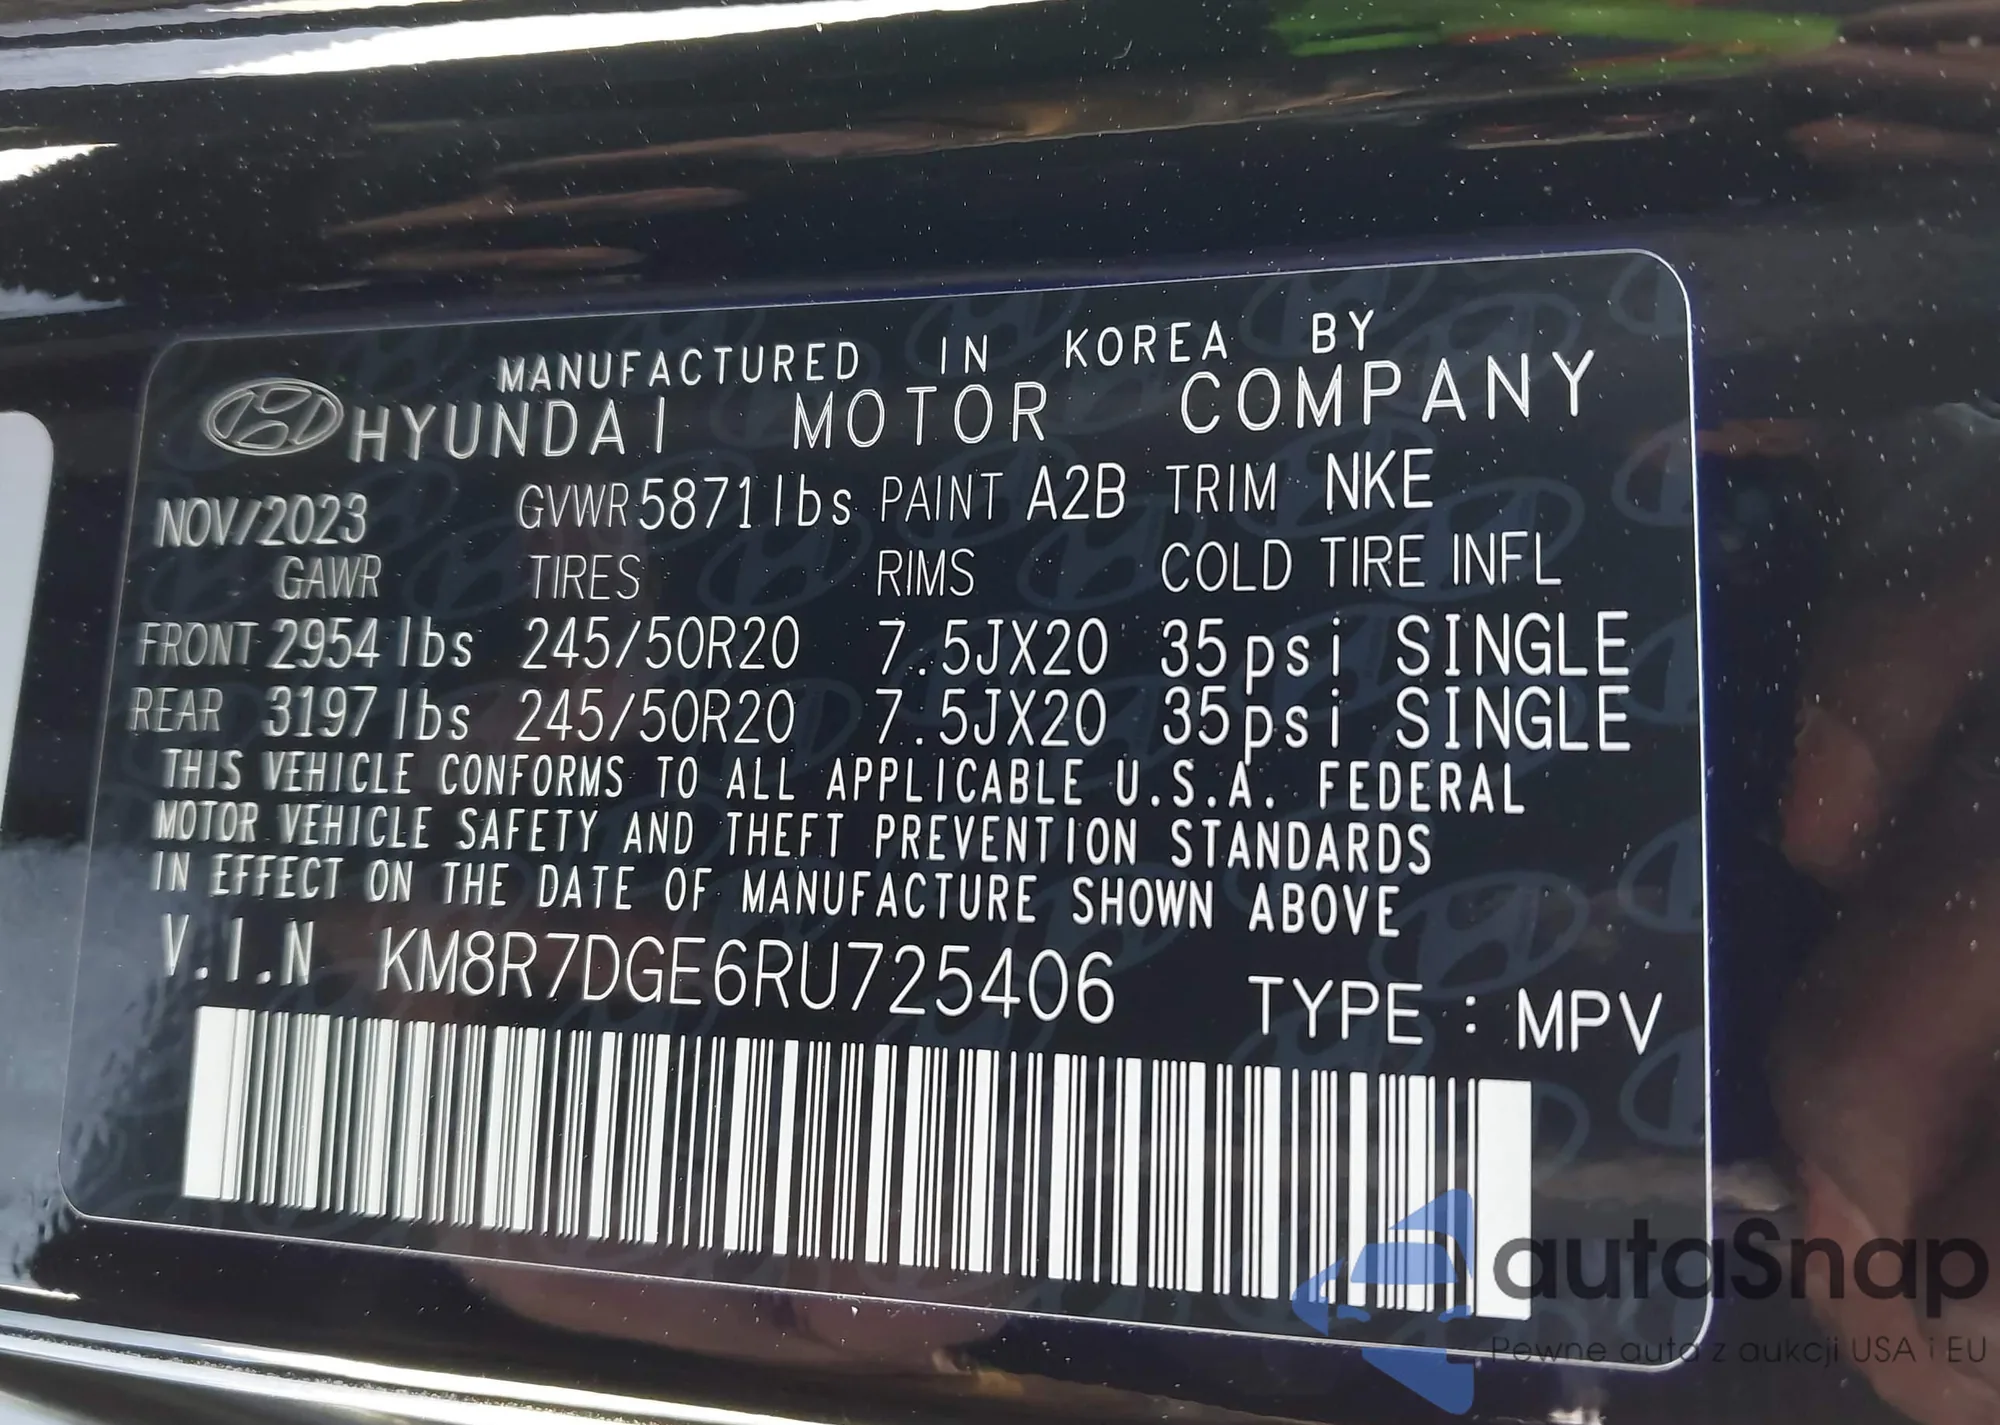 MANUFACTURED IN KOREA BY
HYUNDAI MOTOR COMPANY
NOV/2023 GVWR 5871lbs PAINT A2B TRIM NKE
GAWR TIRES RIMS COLD TIRE INFL
FRONT 2954 lbs 245/50R20 7.5JX20 35psi SINGLE
REAR 3197 lbs 245/50R20 7.5JX20 35psi SINGLE
THIS VEHICLE CONFORMS TO ALL APPLICABLE U.S.A. FEDERAL
MOTOR VEHICLE SAFETY AND THEFT PREVENTION STANDARDS
IN EFFECT ON THE DATE OF MANUFACTURE SHOWN ABOVE
V.I.N KM8R7DGE6RU725406 TYPE : MPV
autaSnap
Pewne auta z aukcji USA i EU